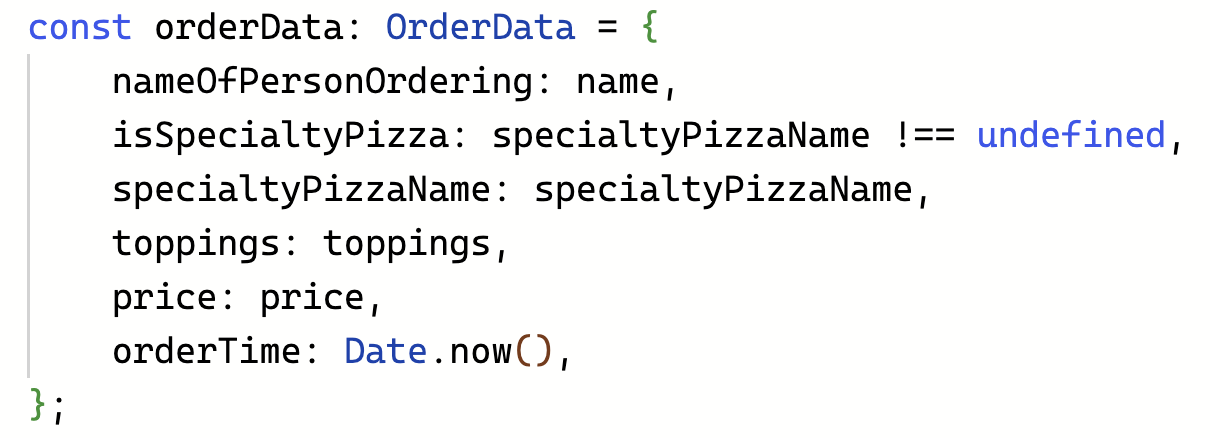 const orderData: OrderData = {
    nameOfPersonOrdering: name,
    isSpecialtyPizza: specialtyPizzaName !== undefined,
    specialtyPizzaName: specialtyPizzaName,
    toppings: toppings,
    price: price,
    orderTime: Date.now(),
};